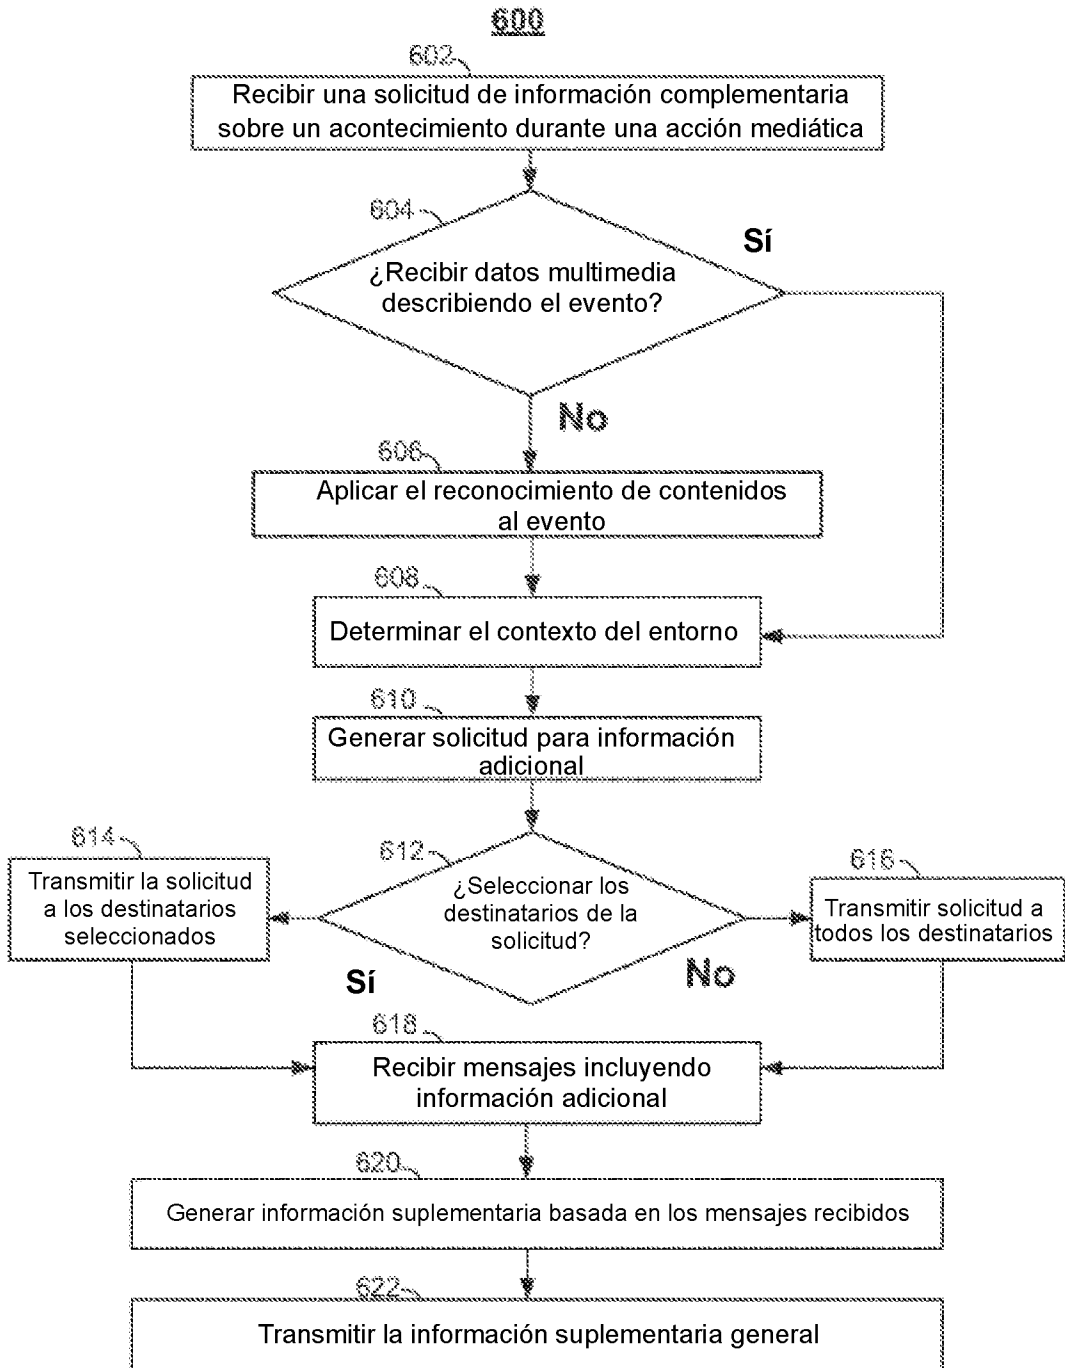 600
602
Recibir una solicitud de información complementaria
sobre un acontecimiento durante una acción mediática
604
Sí
¿Recibir datos multimedia
describiendo el evento?
No
606
Aplicar el reconocimiento de contenidos
al evento
608
Determinar el contexto del entorno
610
Generar solicitud para información
adicional
614
612
616
Transmitir la solicitud
a los destinatarios
seleccionados
¿Seleccionar los
destinatarios de la
solicitud?
Transmitir solicitud a
todos los destinatarios
Sí
No
618
Recibir mensajes incluyendo
información adicional
620
Generar información suplementaria basada en los mensajes recibidos
622
Transmitir la información suplementaria general